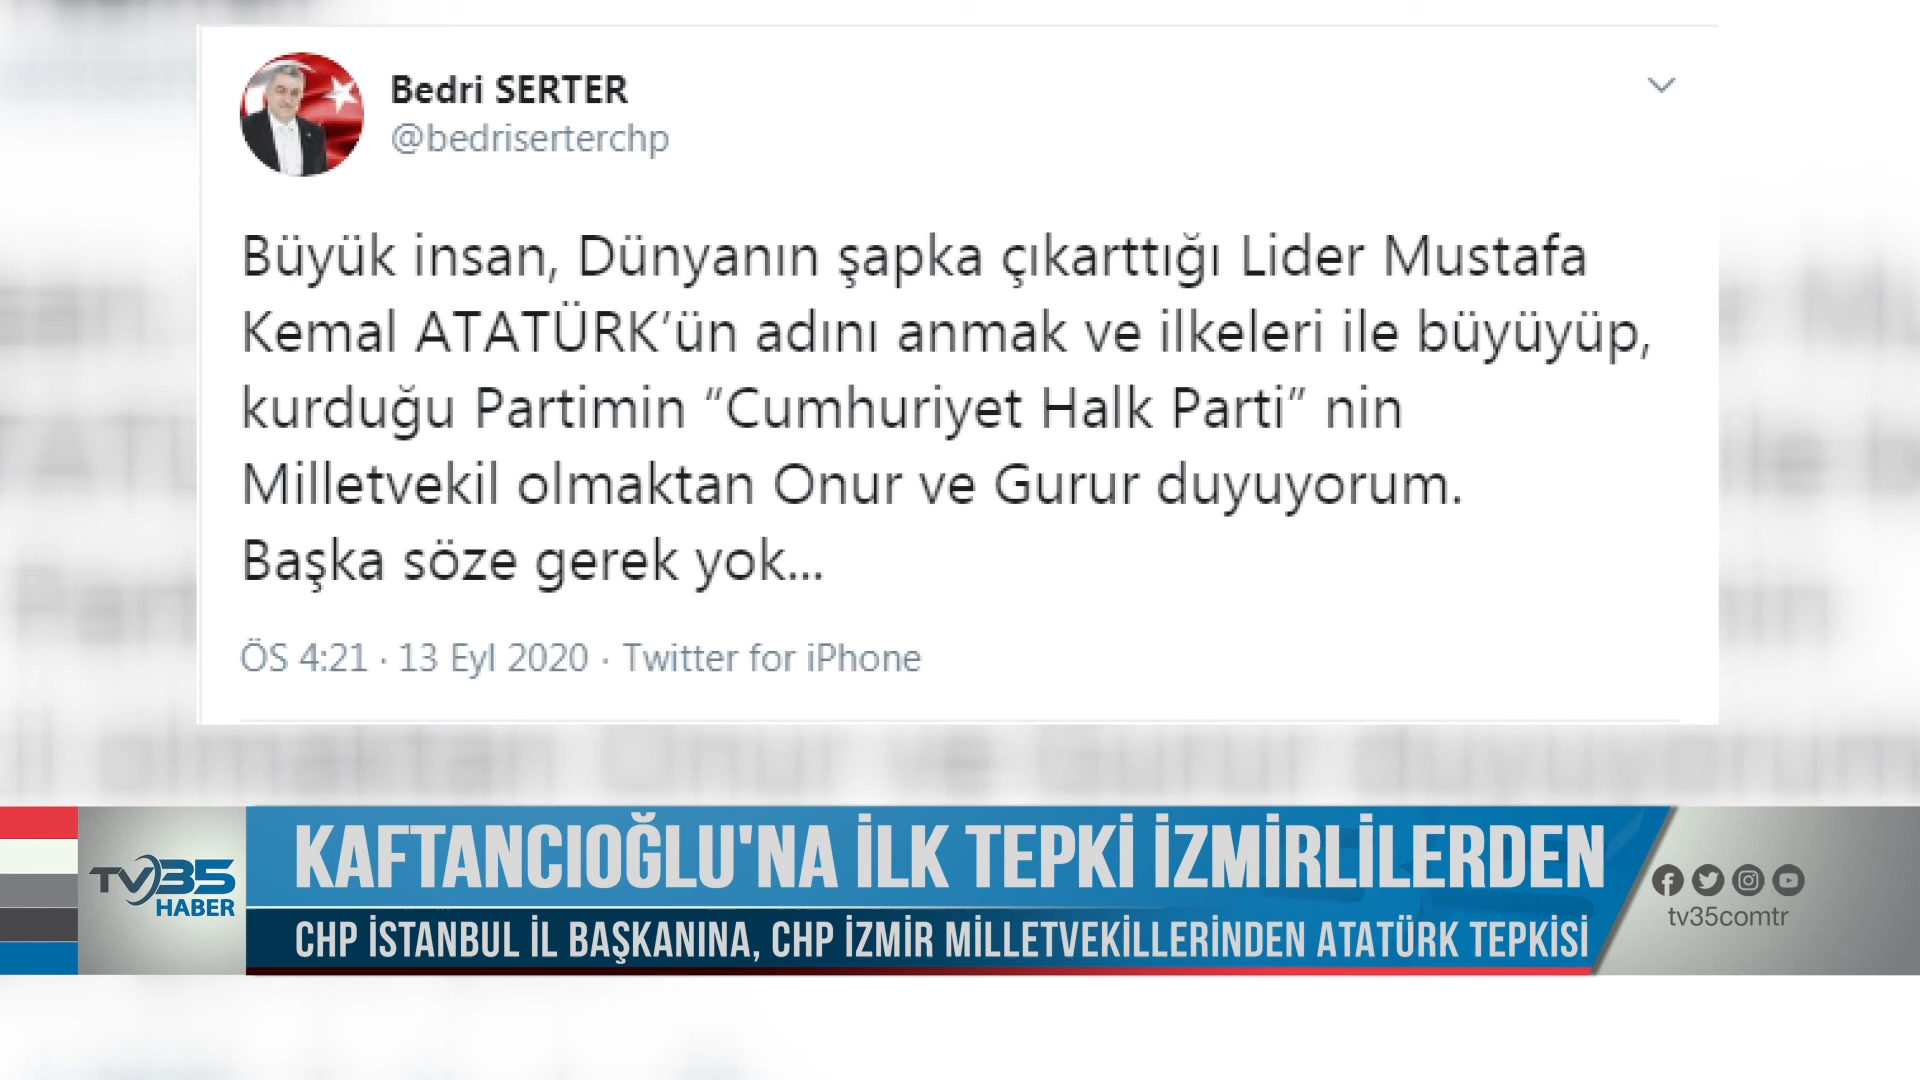 Bedri SERTER
@bedriserterchp
Büyük insan, Dünyanın şapka çıkarttığı Lider Mustafa
Kemal ATATÜRK'ün adını anmak ve ilkeleri ile büyüyüp,
kurduğu Partimin “Cumhuriyet Halk Parti” nin
Milletvekil olmaktan Onur ve Gurur duyuyorum.
Başka söze gerek yok...
ÖS 4:21 · 13 Eyl 2020 · Twitter for iPhone
TV35
HABER
KAFTANCIOĞLU'NA İLK TEPKİ İZMİRLİLERDEN
CHP İSTANBUL İL BAŞKANINA, CHP İZMİR MİLLETVEKİLLERİNDEN ATATÜRK TEPKİSİ
tv35comtr